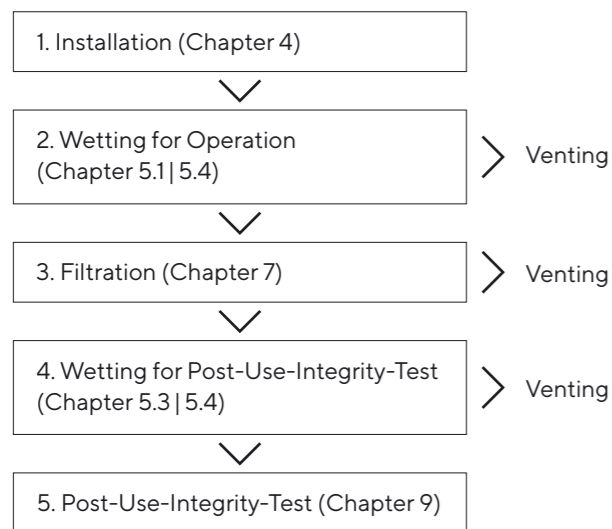 1. Installation (Chapter 4)
2. Wetting for Operation
(Chapter 5.1 | 5.4)
Venting
3. Filtration (Chapter 7)
Venting
4. Wetting for Post-Use-Integrity-Test
(Chapter 5.3 | 5.4)
Venting
5. Post-Use-Integrity-Test (Chapter 9)